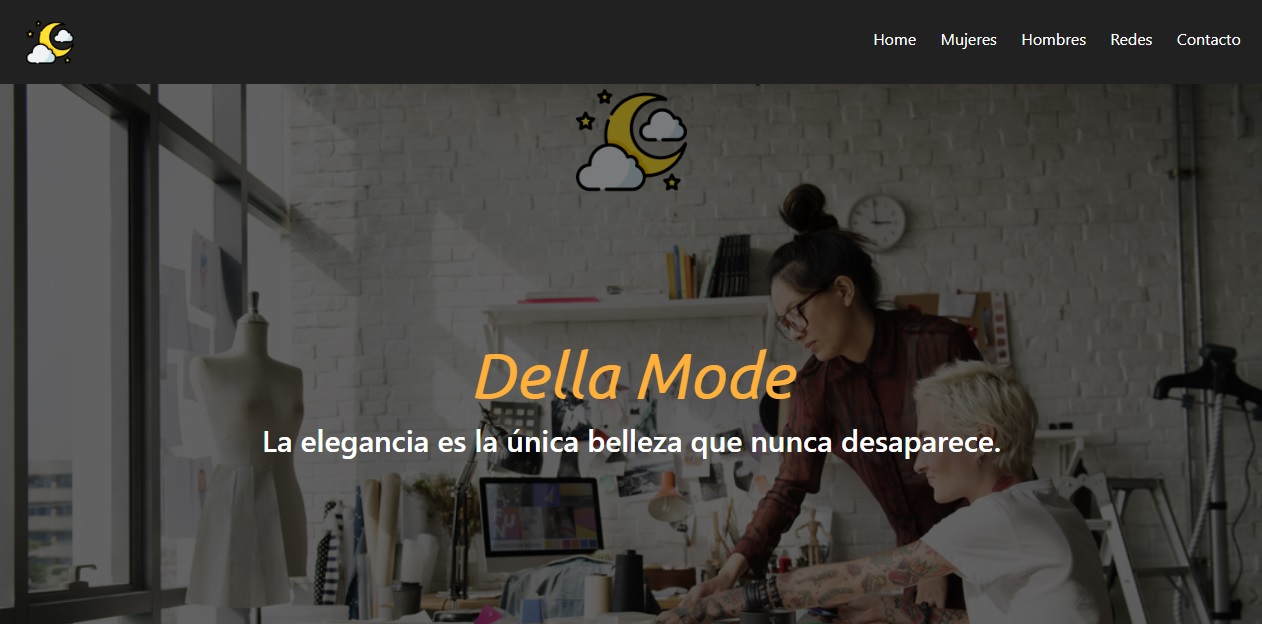 Home Mujeres Hombres Redes Contacto
Della Mode
La elegancia es la única belleza que nunca desaparece.